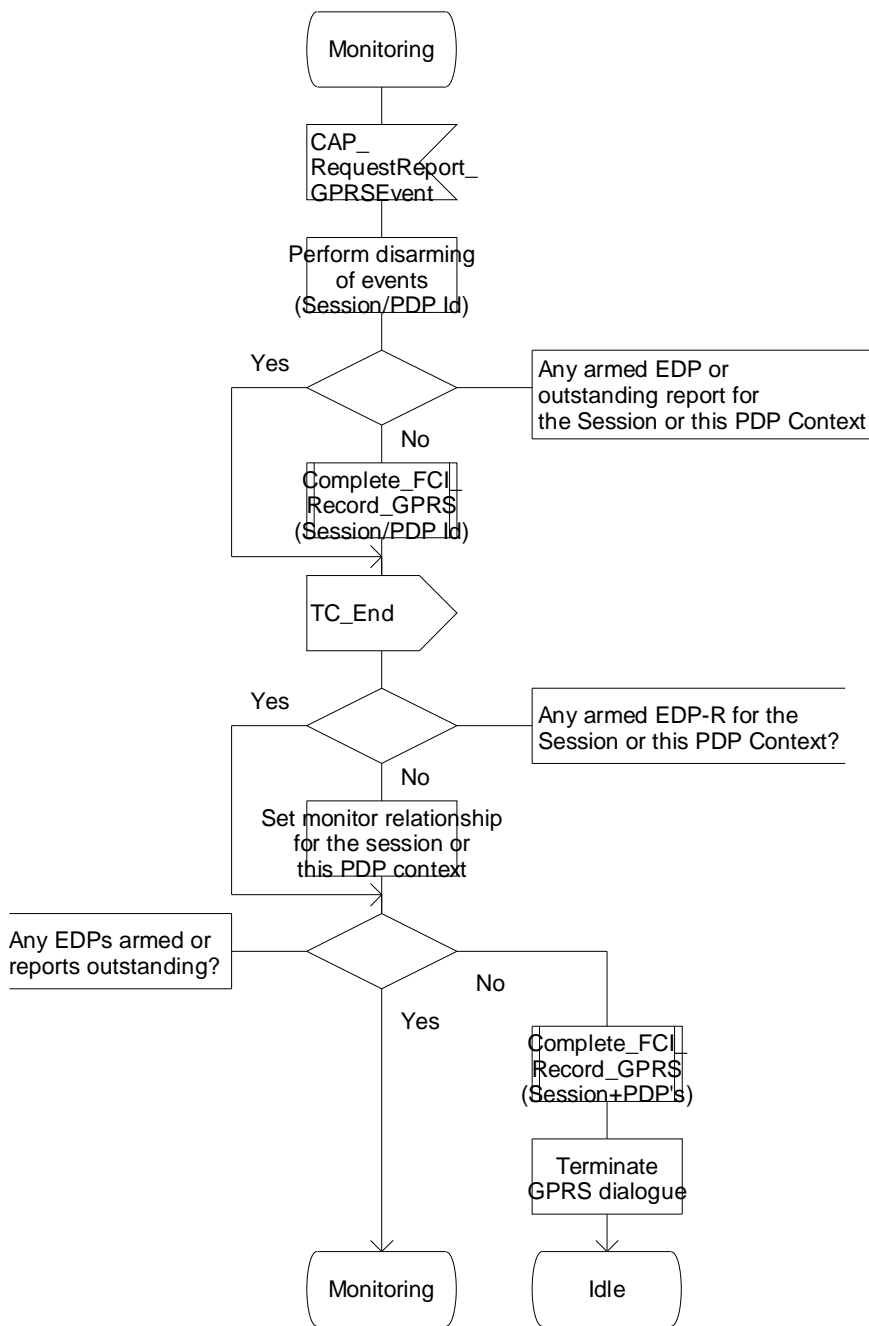 Monitoring
CAP_
RequestReport_
GPRSEvent
Perform disarming
of events
(Session/PDP Id)
Yes
Any armed EDP or
outstanding report for
the Session or this PDP Context
No
Complete_FCI_
Record_GPRS
(Session/PDP Id)
TC_End
Yes
Any armed EDP-R for the
Session or this PDP Context?
No
Set monitor relationship
for the session or
this PDP context
Any EDPs armed or
reports outstanding?
No
Yes
Complete_FCI_
Record_GPRS
(Session+PDP's)
Terminate
GPRS dialogue
Monitoring
Idle